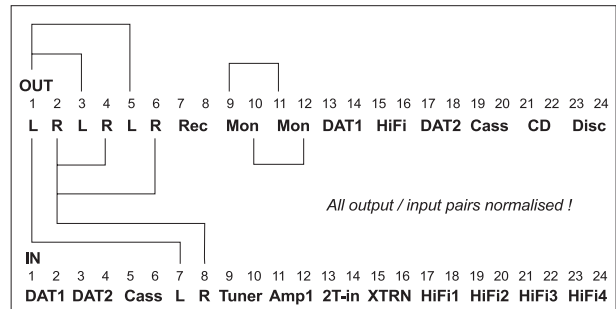 OUT
1 2 3 4 5 6 7 8 9 10 11 12 13 14 15 16 17 18 19 20 21 22 23 24
L R L R L R Rec Mon Mon DAT1 HiFi DAT2 Cass CD Disc
All output / input pairs normalised !
IN
1 2 3 4 5 6 7 8 9 10 11 12 13 14 15 16 17 18 19 20 21 22 23 24
DAT1 DAT2 Cass L R Tuner Amp1 2T-in XTRN HiFi1 HiFi2 HiFi3 HiFi4